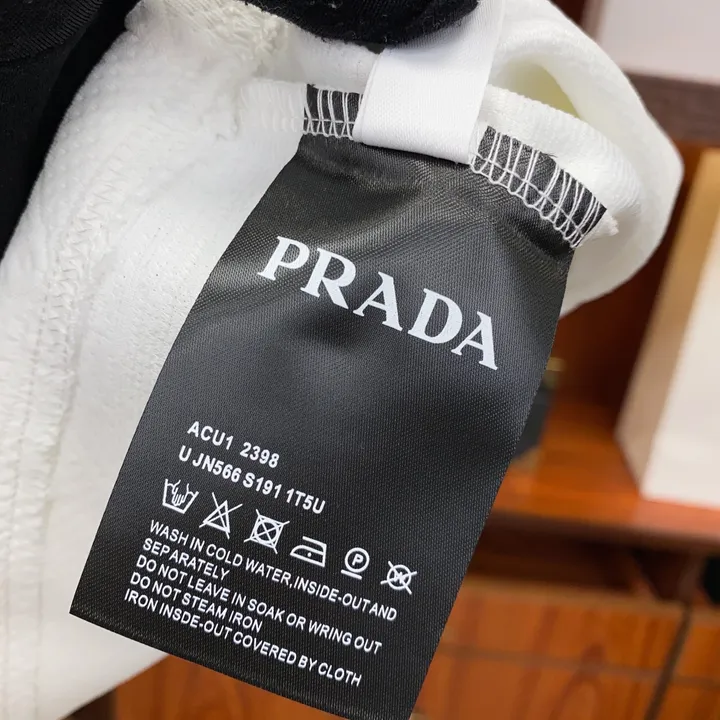 PRADA
ACU1 2398
U JN566 S191 1T5U
P
WASH IN COLD WATER,INSIDE-OUT AND
SEPARATELY
DO NOT LEAVE IN SOAK OR WRING OUT
DO NOT STEAM IRON
IRON INSDE-OUT COVERED BY CLOTH